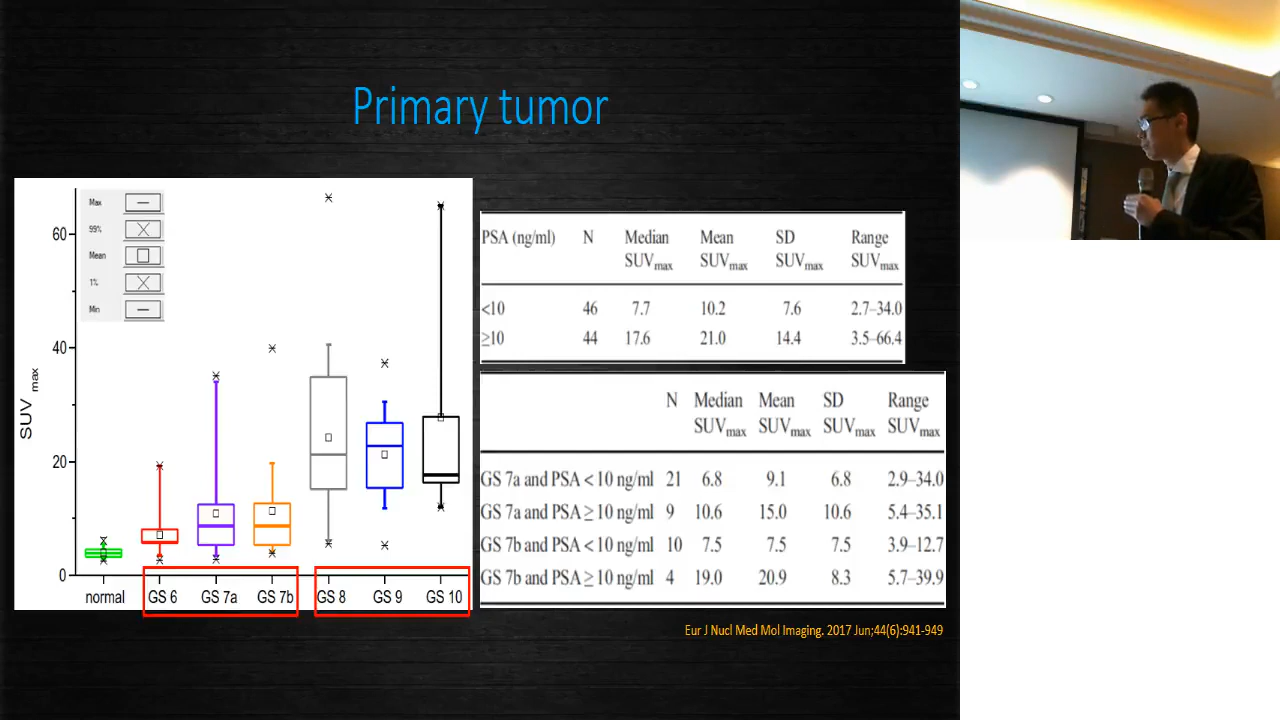 Primary tumor
Max
99%
Mean
1%
Min
SUV max
60
40
20
0
normal GS 6 GS 7a GS 7b GS 8 GS 9 GS 10
PSA (ng/ml) N Median SUVmax Mean SUVmax SD SUVmax Range SUVmax
<10 46 7.7 10.2 7.6 2.7–34.0
≥10 44 17.6 21.0 14.4 3.5–66.4
N Median SUVmax Mean SUVmax SD SUVmax Range SUVmax
GS 7a and PSA < 10 ng/ml 21 6.8 9.1 6.8 2.9–34.0
GS 7a and PSA ≥ 10 ng/ml 9 10.6 15.0 10.6 5.4–35.1
GS 7b and PSA < 10 ng/ml 10 7.5 7.5 7.5 3.9–12.7
GS 7b and PSA ≥ 10 ng/ml 4 19.0 20.9 8.3 5.7–39.9
Eur J Nucl Med Mol Imaging. 2017 Jun;44(6):941-949